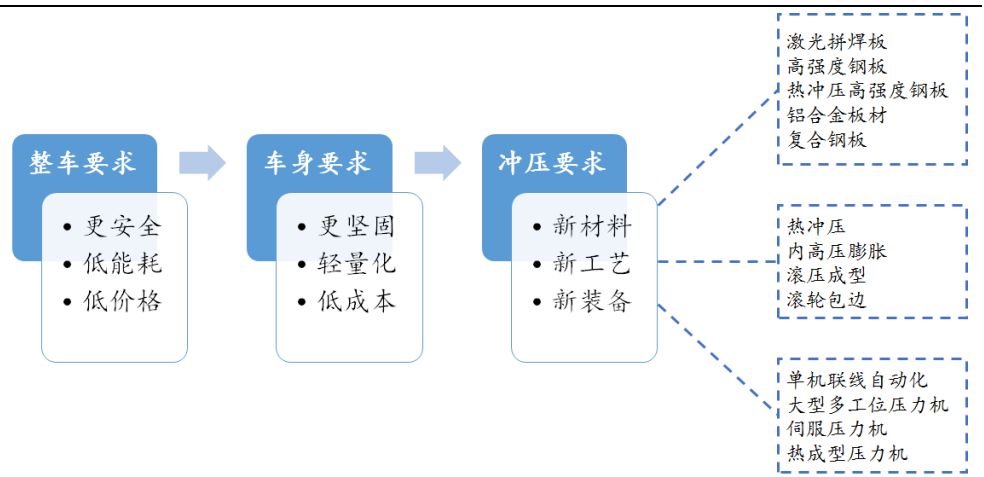 整车要求
• 更安全
• 低能耗
• 低价格
车身要求
• 更坚固
• 轻量化
• 低成本
冲压要求
• 新材料
• 新工艺
• 新装备
激光拼焊板
高强度钢板
热冲压高强度钢板
铝合金板材
复合钢板
热冲压
内高压膨胀
滚压成型
滚轮包边
单机联线自动化
大型多工位压力机
伺服压力机
热成型压力机